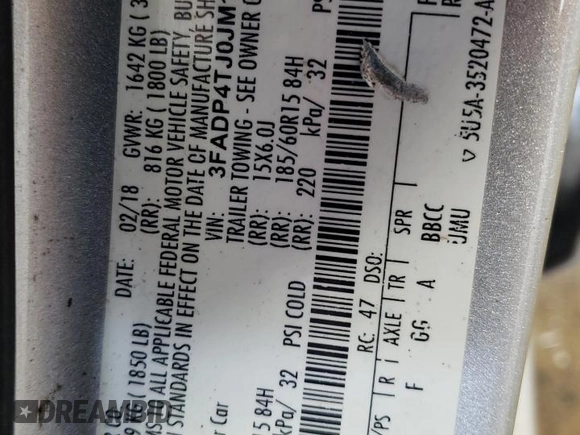 DATE: 02/18 GVWR: 1642 KG (3
KG (1850 LB) (RR): 816 KG (1800 LB)
ALL APPLICABLE FEDERAL MOTOR VEHICLE SAFETY, BU
STANDARDS IN EFFECT ON THE DATE OF MANUFACTURE SH
VIN: 3FADP4TJ0JM
Car TRAILER TOWING - SEE OWNER
(RR): 15X6.0J
15 84H (RR): 185/60R15 84H
kPa/ 32 PSI COLD (RR): 220 kPa/ 32 PSI
RC: 47 DSO:
/PS R I AXLE I TR I SPR
F GG A BBCC
UMU 5U5A-3520472-A
DREAMBID